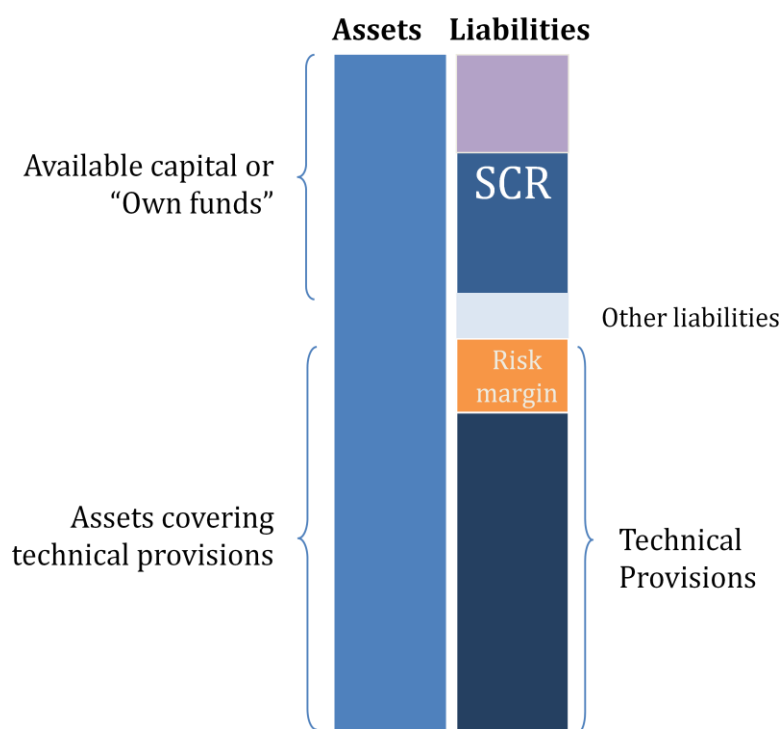 Assets
Liabilities
Available capital or
“Own funds”
SCR
Other liabilities
Risk
margin
Assets covering
technical provisions
Technical
Provisions